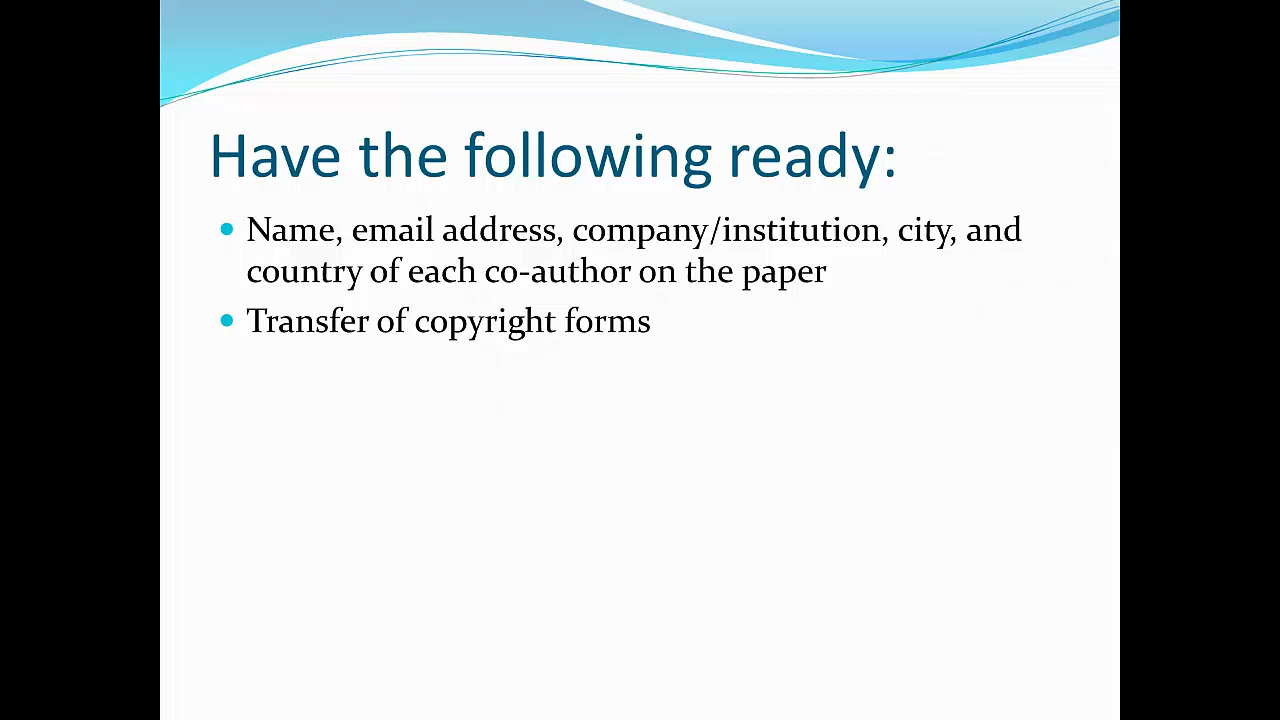 Have the following ready:
• Name, email address, company/institution, city, and
country of each co-author on the paper
• Transfer of copyright forms